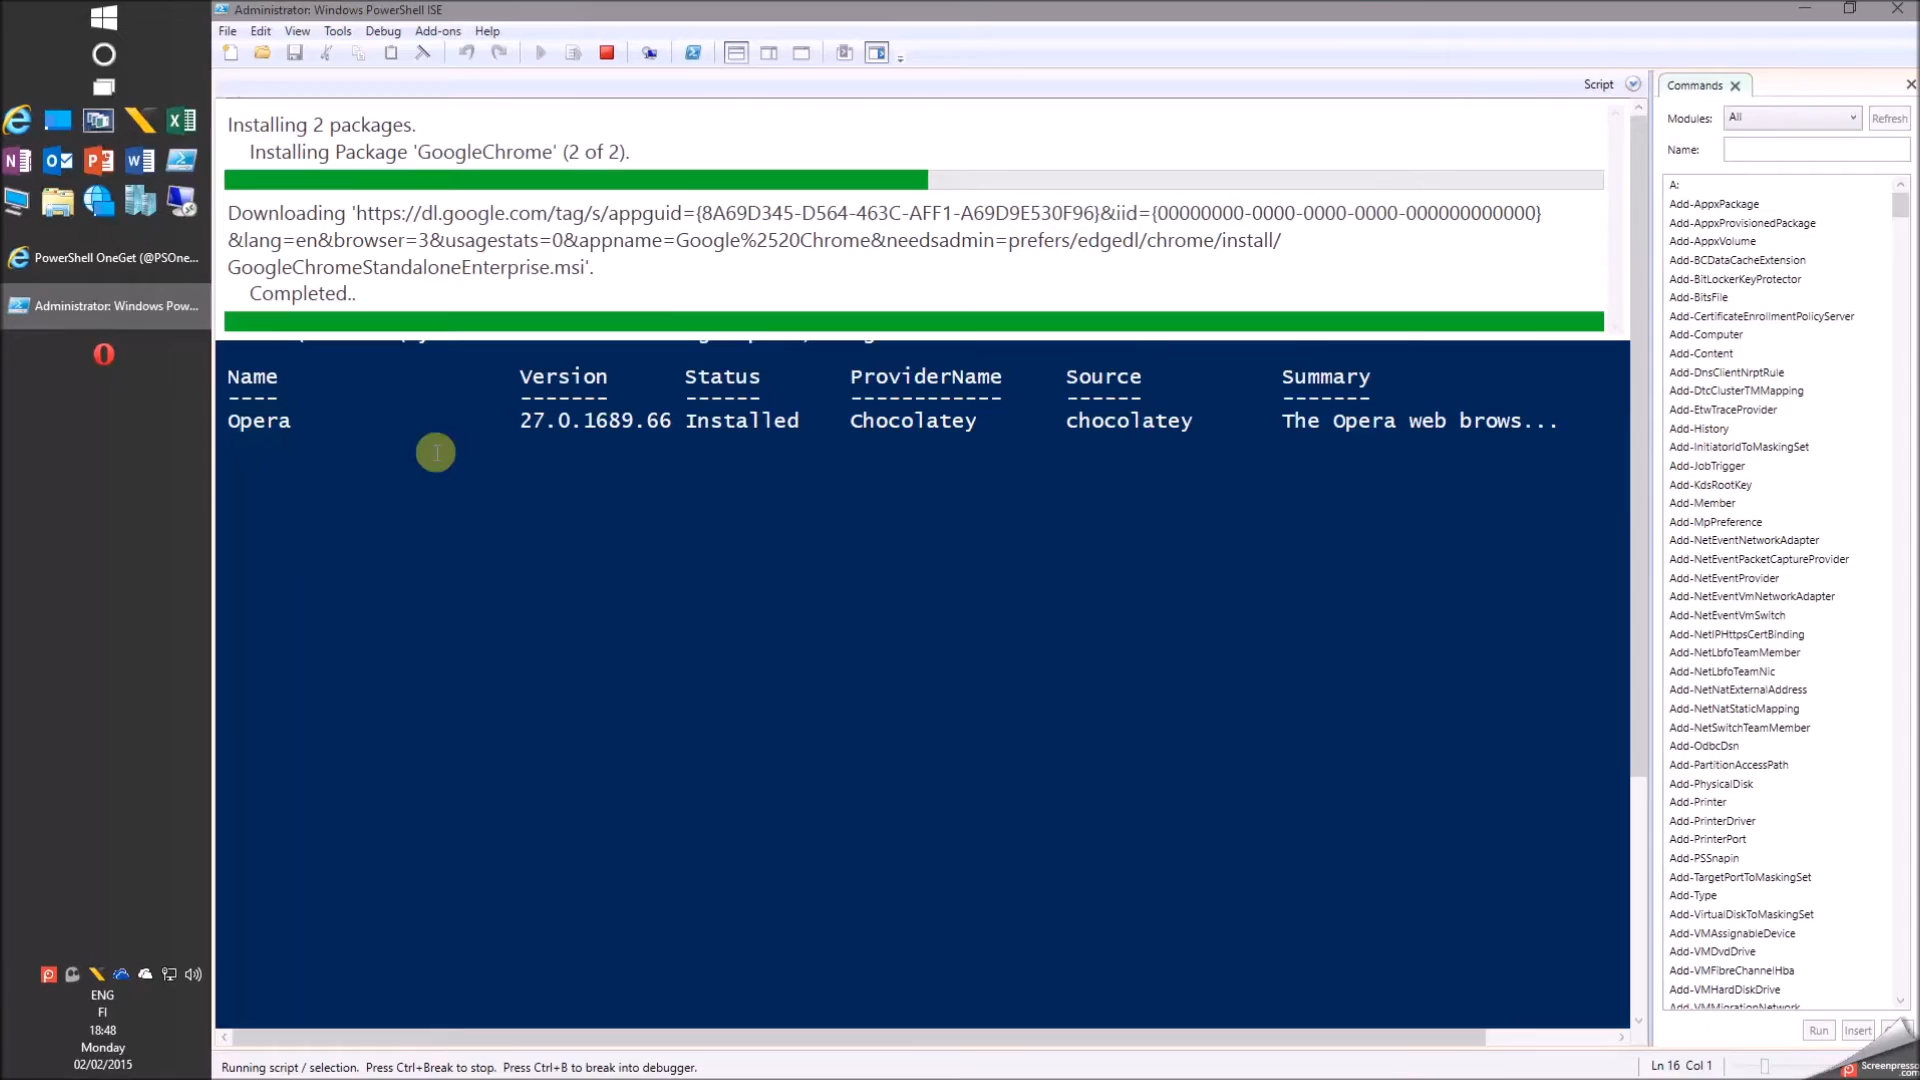 Administrator: Windows PowerShell ISE
File Edit View Tools Debug Add-ons Help
Script
Installing 2 packages.
Installing Package 'GoogleChrome' (2 of 2).
Downloading 'https://dl.google.com/tag/s/appguid={8A69D345-D564-463C-AFF1-A69D9E530F96}&iid={00000000-0000-0000-0000-000000000000}
&lang=en&browser=3&usagestats=0&appname=Google%2520Chrome&needsadmin=prefers/edgedl/chrome/install/
GoogleChromeStandaloneEnterprise.msi'.
Completed..
Name Version Status ProviderName Source Summary
---- ------- ------ ------------ ------ -------
Opera 27.0.1689.66 Installed Chocolatey chocolatey The Opera web brows...
PowerShell OneGet (@PSOne...
Administrator: Windows Pow...
ENG
FI
18:48
Monday
02/02/2015
Commands
Modules: All Refresh
Name:
A:
Add-AppxPackage
Add-AppxProvisionedPackage
Add-AppxVolume
Add-BCDataCacheExtension
Add-BitLockerKeyProtector
Add-BitsFile
Add-CertificateEnrollmentPolicyServer
Add-Computer
Add-Content
Add-DnsClientNrptRule
Add-DtcClusterTMMapping
Add-EtwTraceProvider
Add-History
Add-InitiatorIdToMaskingSet
Add-JobTrigger
Add-KdsRootKey
Add-Member
Add-MpPreference
Add-NetEventNetworkAdapter
Add-NetEventPacketCaptureProvider
Add-NetEventProvider
Add-NetEventVmNetworkAdapter
Add-NetEventVmSwitch
Add-NetIPHttpsCertBinding
Add-NetLbfoTeamMember
Add-NetLbfoTeamNic
Add-NetNatExternalAddress
Add-NetNatStaticMapping
Add-NetSwitchTeamMember
Add-OdbcDsn
Add-PartitionAccessPath
Add-PhysicalDisk
Add-Printer
Add-PrinterDriver
Add-PrinterPort
Add-PSSnapin
Add-TargetPortToMaskingSet
Add-Type
Add-VirtualDiskToMaskingSet
Add-VMAssignableDevice
Add-VMDvdDrive
Add-VMFibreChannelHba
Add-VMHardDiskDrive
Add-VMMigrationNetwork
Run Insert
Running script / selection. Press Ctrl+Break to stop. Press Ctrl+B to break into debugger.
Ln 16 Col 1
Screenpresso
.com